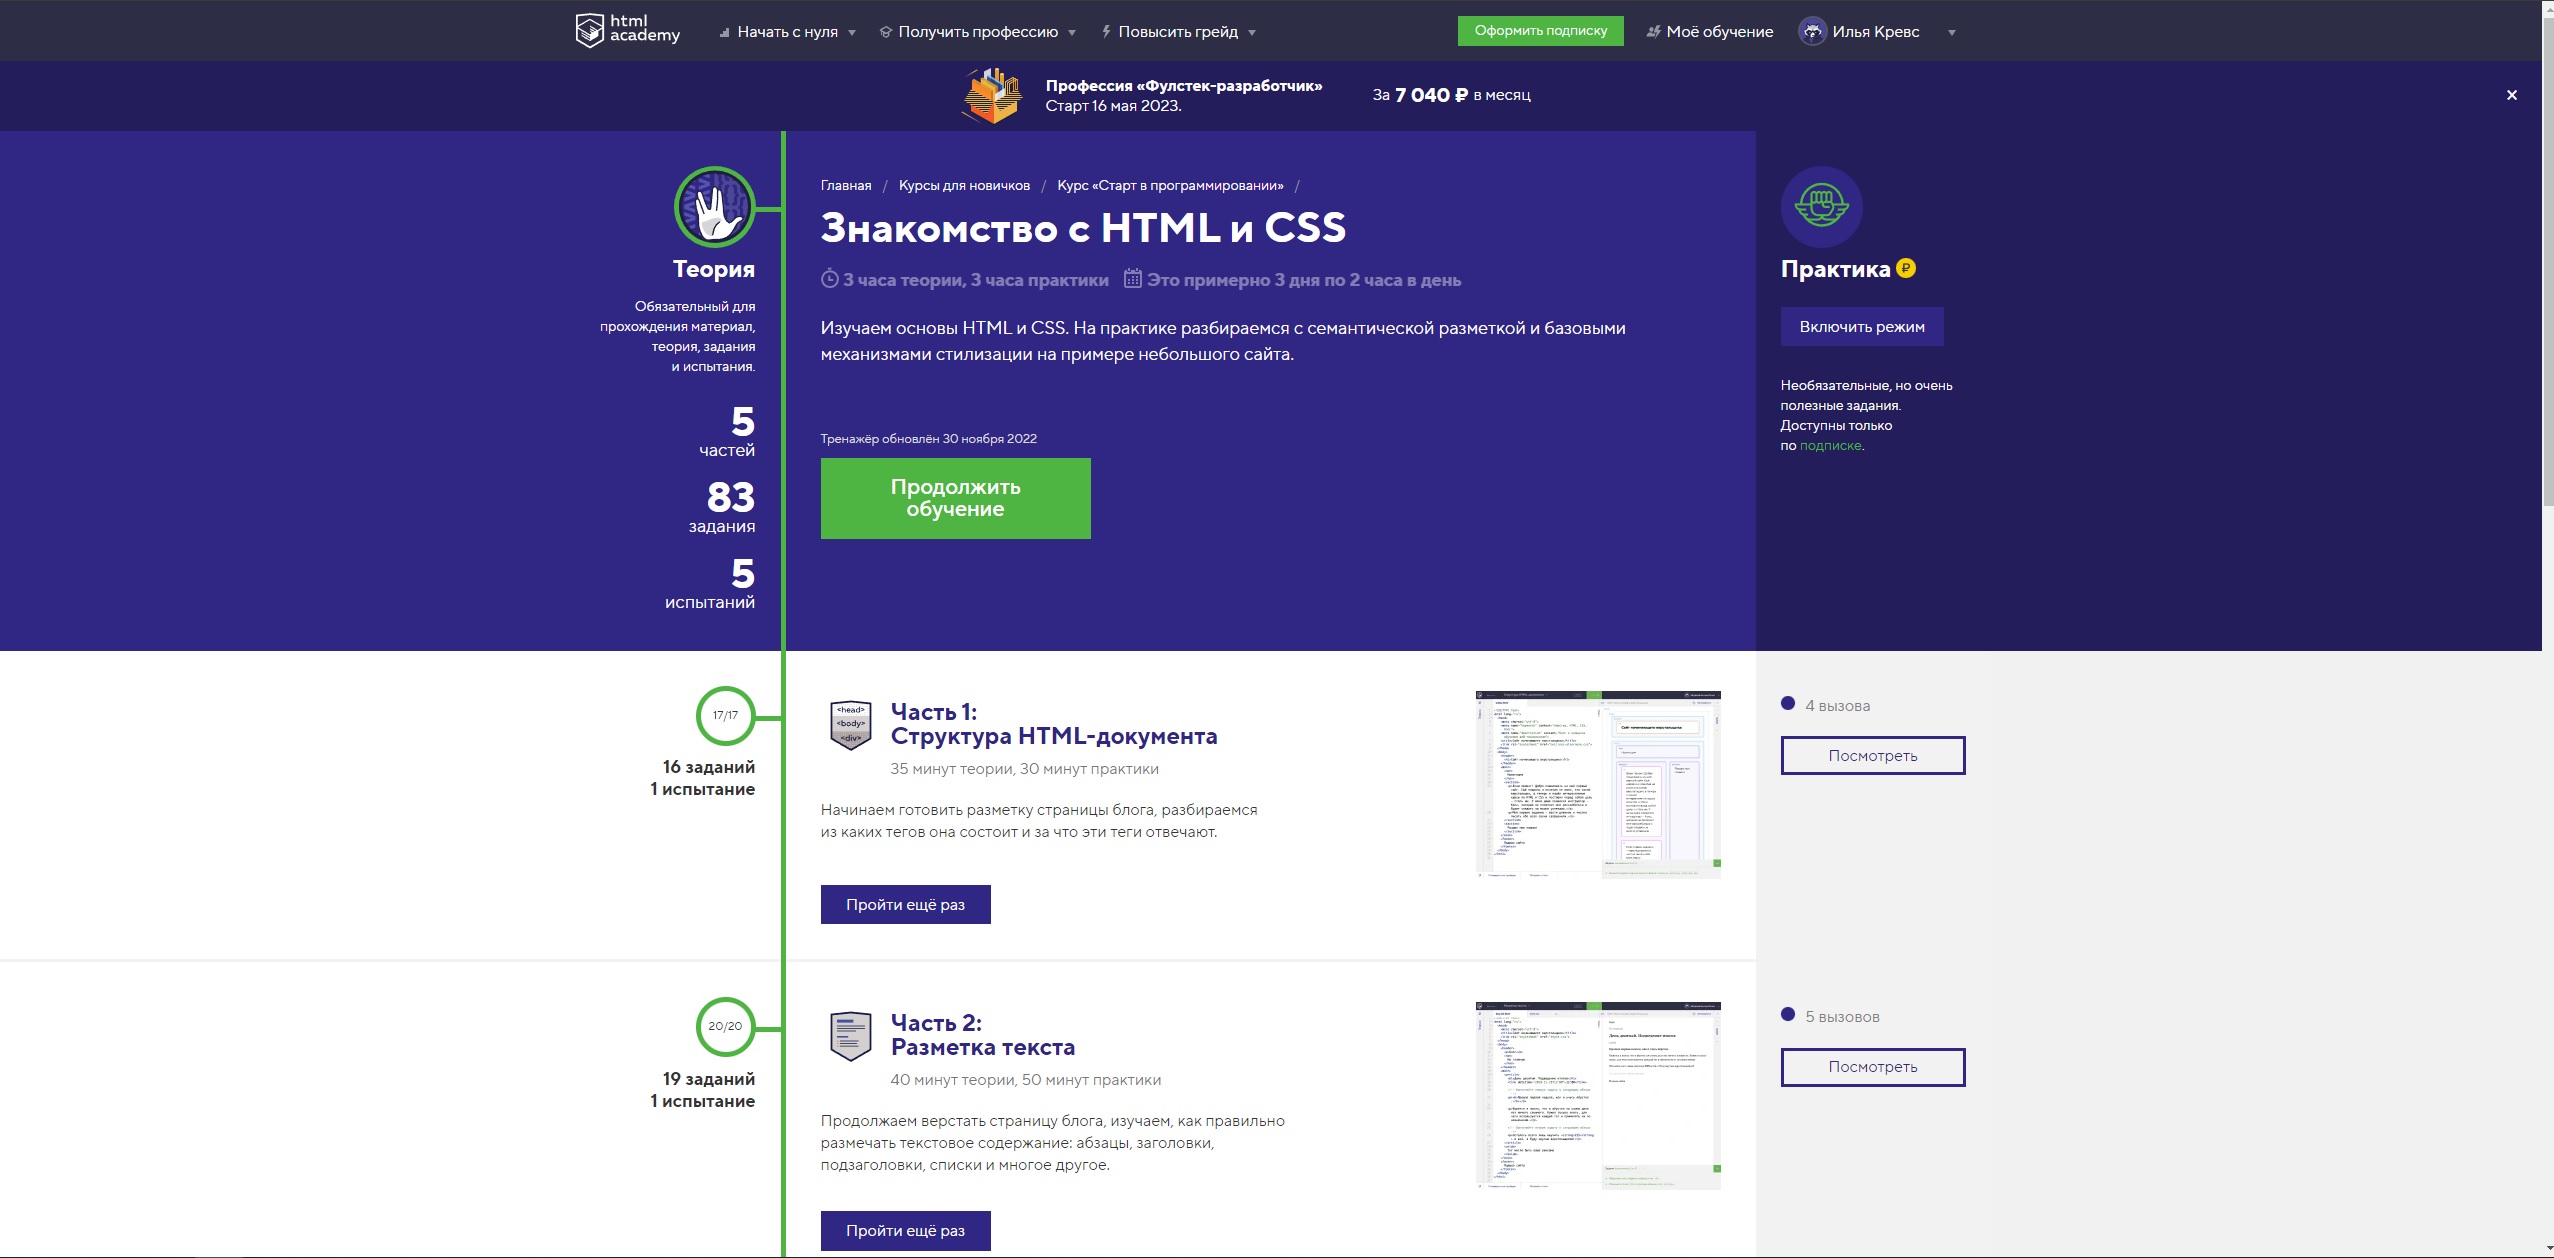 html
academy
Начать с нуля
Получить профессию
Повысить грейд
Оформить подписку
Моё обучение
Илья Кревс
Профессия «Фулстек-разработчик»
Старт 16 мая 2023.
За 7 040 ₽ в месяц
Теория
Обязательный для
прохождения материал,
теория, задания
и испытания.
5
частей
83
задания
5
испытаний
Главная / Курсы для новичков / Курс «Старт в программировании» /
Знакомство с HTML и CSS
3 часа теории, 3 часа практики Это примерно 3 дня по 2 часа в день
Изучаем основы HTML и CSS. На практике разбираемся с семантической разметкой и базовыми
механизмами стилизации на примере небольшого сайта.
Тренажёр обновлён 30 ноября 2022
Продолжить
обучение
Практика ₽
Включить режим
Необязательные, но очень
полезные задания.
Доступны только
по подписке.
17/17
16 заданий
1 испытание
<head>
<body>
<div>
Часть 1:
Структура HTML-документа
35 минут теории, 30 минут практики
Начинаем готовить разметку страницы блога, разбираемся
из каких тегов она состоит и за что эти теги отвечают.
Пройти ещё раз
4 вызова
Посмотреть
20/20
19 заданий
1 испытание
Часть 2:
Разметка текста
40 минут теории, 50 минут практики
Продолжаем верстать страницу блога, изучаем, как правильно
размечать текстовое содержание: абзацы, заголовки,
подзаголовки, списки и многое другое.
Пройти ещё раз
5 вызовов
Посмотреть